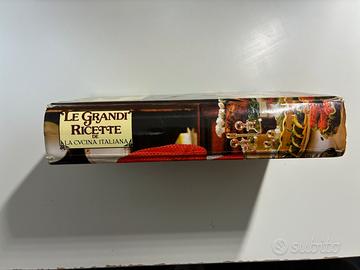 LE GRANDI
RICETTE
DE
LA CVCINA ITALIANA
subito